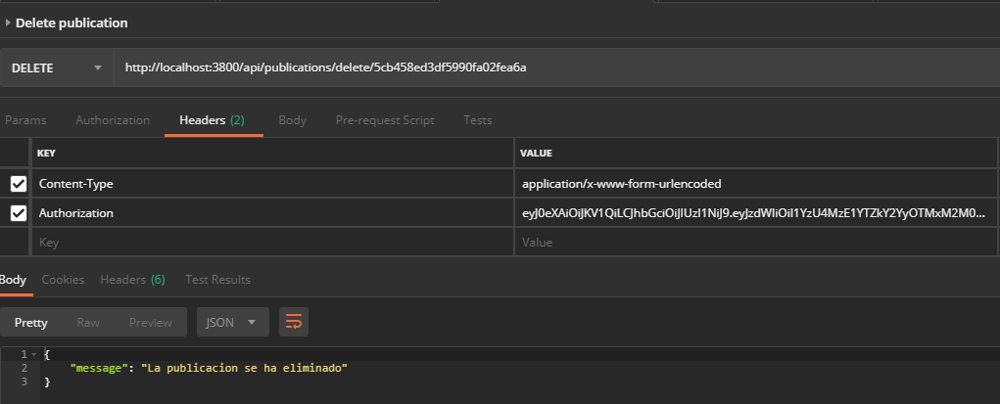 Delete publication
DELETE http://localhost:3800/api/publications/delete/5cb458ed3df5990fa02fea6a
Params Authorization Headers (2) Body Pre-request Script Tests
KEY VALUE
Content-Type application/x-www-form-urlencoded
Authorization eyJ0eXAiOiJKV1QiLCJhbGciOiJIUzI1NiJ9.eyJzdWIiOiI1YzU4MzE1YTZkY2YyOTMxM2M0...
Key Value
Body Cookies Headers (6) Test Results
Pretty Raw Preview JSON
1 {
2 "message": "La publicacion se ha eliminado"
3 }